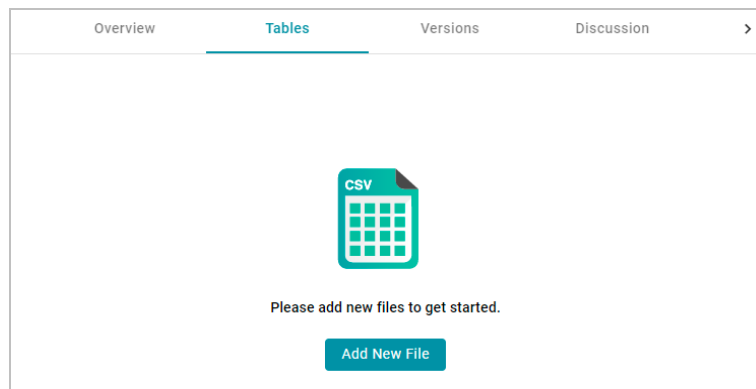 Overview Tables Versions Discussion
CSV
Please add new files to get started.
Add New File